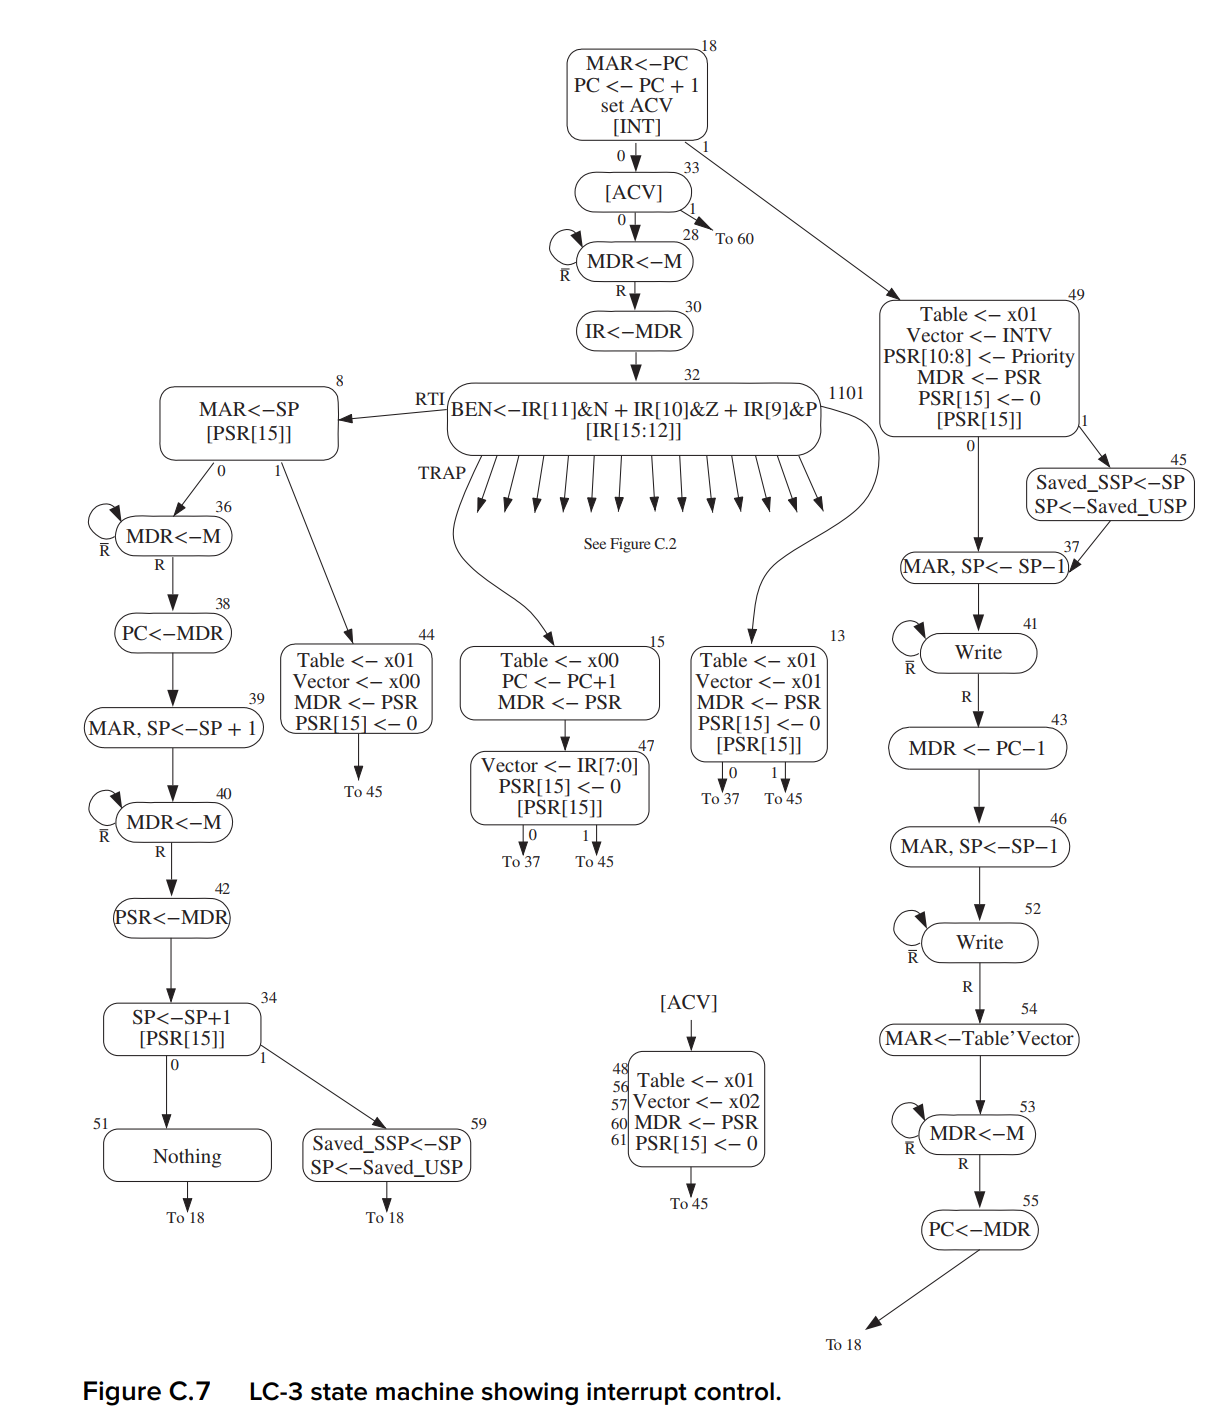 18
MAR<–PC
PC <– PC + 1
set ACV
[INT]
0
1
33
[ACV]
0
1
To 60
28
MDR<–M
R̅
R
30
IR<–MDR
32
BEN<–IR[11]&N + IR[10]&Z + IR[9]&P
[IR[15:12]]
RTI
1101
TRAP
See Figure C.2
8
MAR<–SP
[PSR[15]]
0
1
36
MDR<–M
R̅
R
38
PC<–MDR
39
MAR, SP<–SP + 1
40
MDR<–M
R̅
R
42
PSR<–MDR
34
SP<–SP+1
[PSR[15]]
0
1
51
Nothing
To 18
59
Saved_SSP<–SP
SP<–Saved_USP
To 18
44
Table <– x01
Vector <– x00
MDR <– PSR
PSR[15] <– 0
To 45
15
Table <– x00
PC <– PC+1
MDR <– PSR
47
Vector <– IR[7:0]
PSR[15] <– 0
[PSR[15]]
0
1
To 37
To 45
13
Table <– x01
Vector <– x01
MDR <– PSR
PSR[15] <– 0
[PSR[15]]
0
1
To 37
To 45
[ACV]
48
56
57
60
61
Table <– x01
Vector <– x02
MDR <– PSR
PSR[15] <– 0
To 45
49
Table <– x01
Vector <– INTV
PSR[10:8] <– Priority
MDR <– PSR
PSR[15] <– 0
[PSR[15]]
0
1
45
Saved_SSP<–SP
SP<–Saved_USP
37
MAR, SP<– SP–1
41
Write
R̅
R
43
MDR <– PC–1
46
MAR, SP<–SP–1
52
Write
R̅
R
54
MAR<–Table’Vector
53
MDR<–M
R̅
R
55
PC<–MDR
To 18
Figure C.7 LC-3 state machine showing interrupt control.